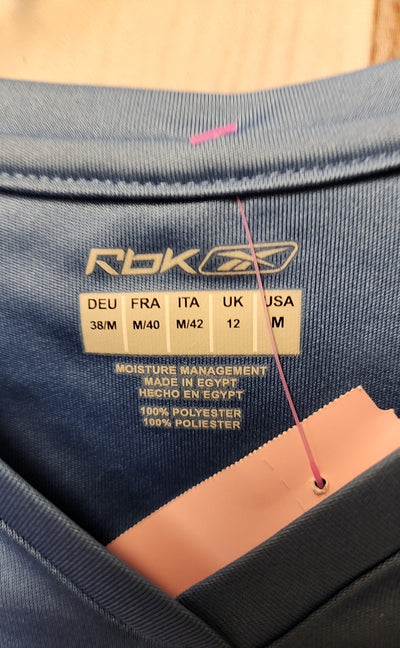 RbK
DEU FRA ITA UK USA
38/M M/40 M/42 12 M
MOISTURE MANAGEMENT
MADE IN EGYPT
HECHO EN EGYPT
100% POLYESTER
100% POLIESTER